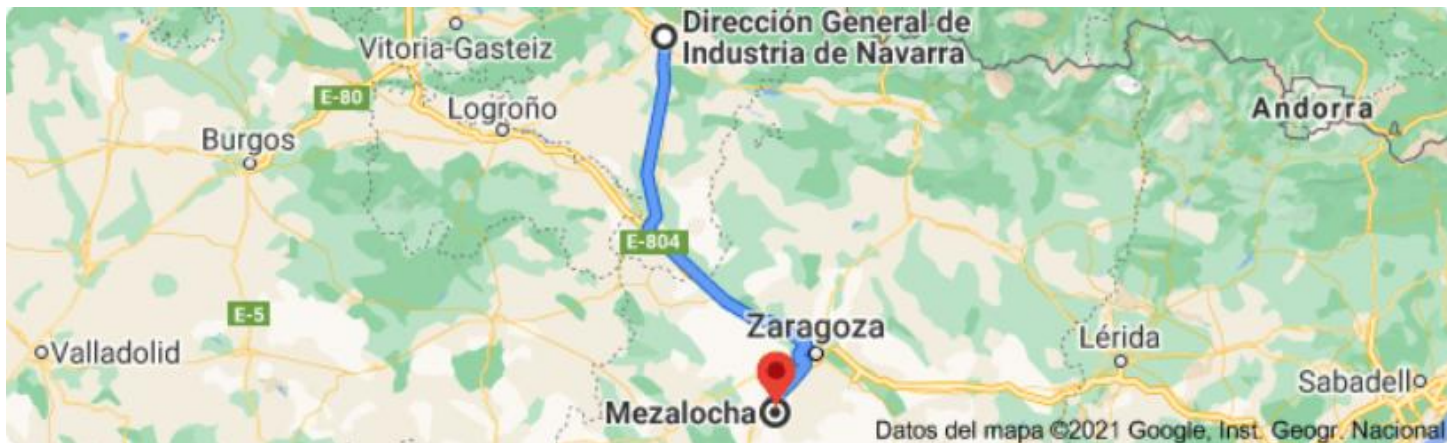 Dirección General de
Industria de Navarra
Vitoria-Gasteiz
E-80
Logroño
Andorra
Burgos
E-804
E-5
Zaragoza
Valladolid
Lérida
Sabadell
Mezalocha
Datos del mapa ©2021 Google, Inst. Geogr. Nacional